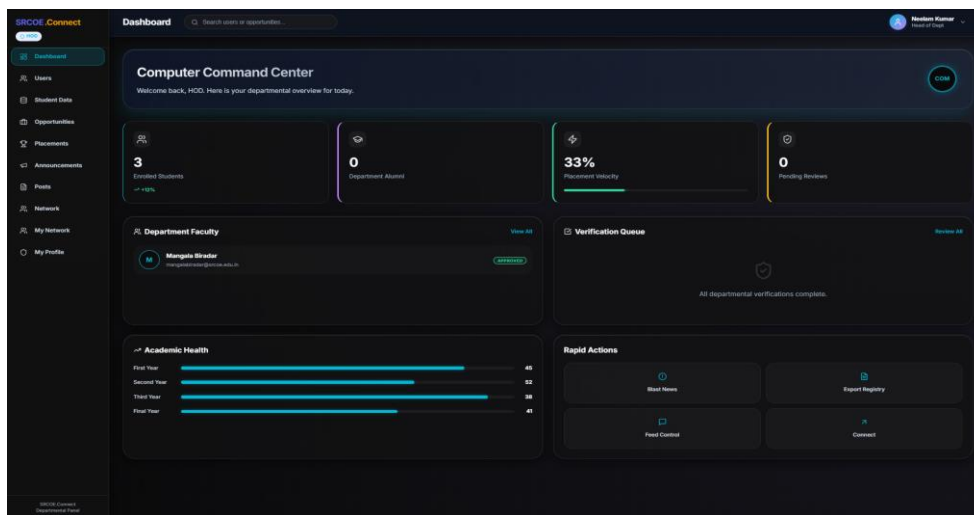 SRCOE.Connect
HOD
Dashboard
Users
Student Data
Opportunities
Placements
Announcements
Posts
Network
My Network
My Profile
SRCOE Connect
Departmental Panel
Dashboard
Search users or opportunities...
Neelam Kumar
Head of Dept
Computer Command Center
Welcome back, HOD. Here is your departmental overview for today.
COM
3
Enrolled Students
+12%
0
Department Alumni
33%
Placement Velocity
0
Pending Reviews
Department Faculty
View All
M
Mangala Biradar
mangalabiradar@srcoe.edu.in
APPROVED
Verification Queue
Review All
All departmental verifications complete.
Academic Health
First Year 45
Second Year 52
Third Year 38
Final Year 41
Rapid Actions
Blast News
Export Registry
Feed Control
Connect